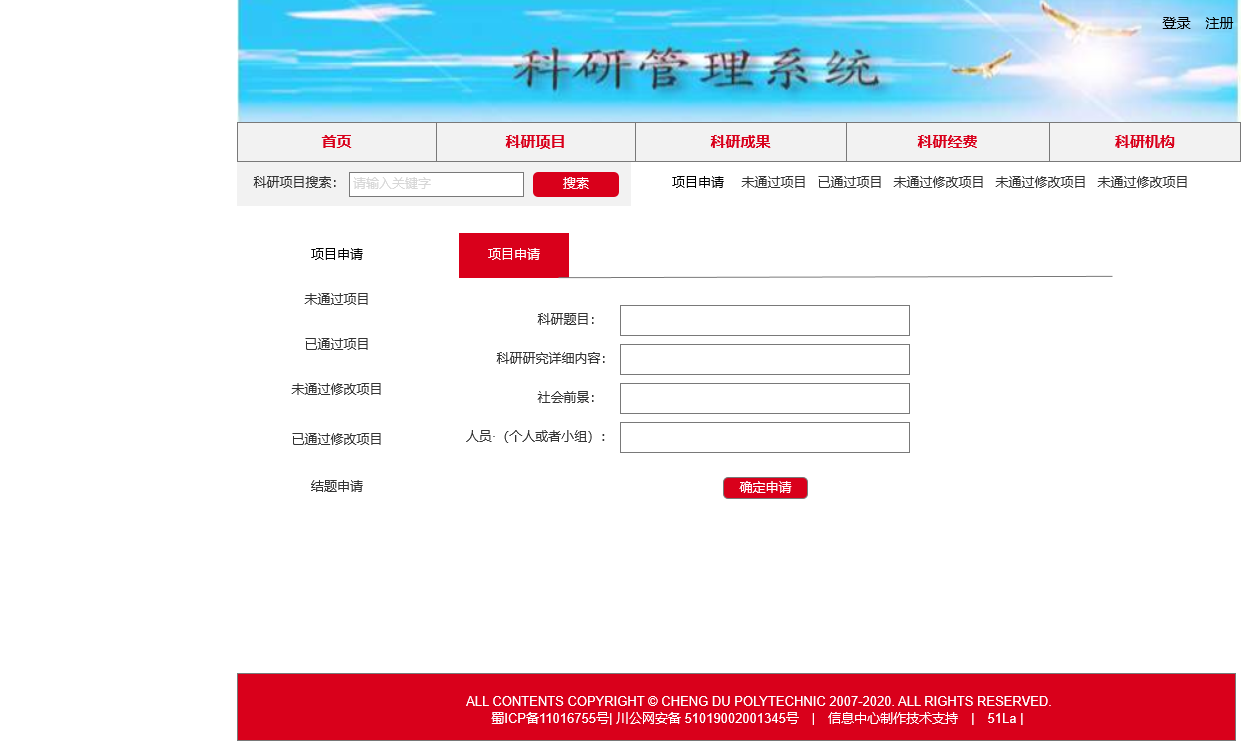 登录 注册
科研管理系统
首页 科研项目 科研成果 科研经费 科研机构
科研项目搜索： 请输入关键字 搜索 项目申请 未通过项目 已通过项目 未通过修改项目 未通过修改项目 未通过修改项目
项目申请 项目申请
未通过项目
科研题目：
已通过项目
科研研究详细内容：
未通过修改项目
社会前景：
已通过修改项目
人员·（个人或者小组）：
结题申请 确定申请
ALL CONTENTS COPYRIGHT © CHENG DU POLYTECHNIC 2007-2020. ALL RIGHTS RESERVED.
蜀ICP备11016755号| 川公网安备 51019002001345号 | 信息中心制作技术支持 | 51La |